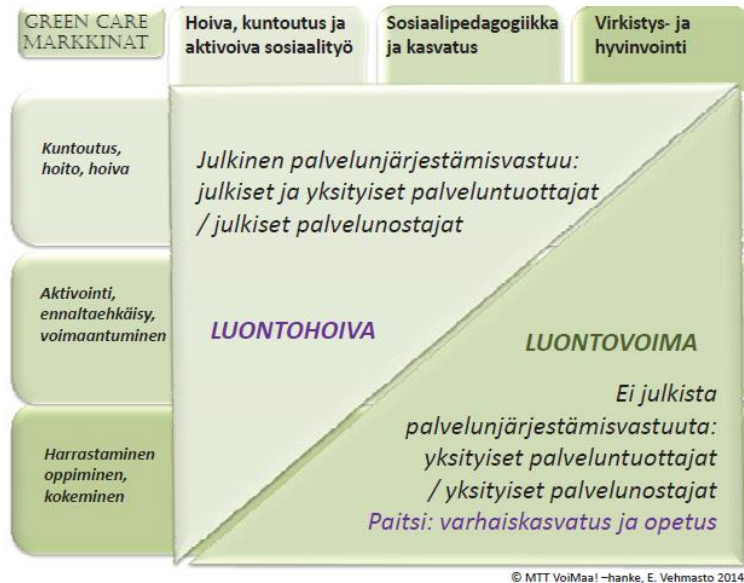 GREEN CARE
MARKKINAT
Hoiva, kuntoutus ja
aktivoiva sosiaalityö
Sosiaalipedagogiikka
ja kasvatus
Virkistys- ja
hyvinvointi
Kuntoutus,
hoito, hoiva
Julkinen palvelunjärjestämisvastuu:
julkiset ja yksityiset palveluntuottajat
/ julkiset palvelunostajat
Aktivointi,
ennaltaehkäisy,
voimaantuminen
LUONTOHOIVA
LUONTOVOIMA
Ei julkista
palvelunjärjestämisvastuuta:
yksityiset palveluntuottajat
/ yksityiset palvelunostajat
Paitsi: varhaiskasvatus ja opetus
Harrastaminen
oppiminen,
kokeminen
© MTT VoiMaa! –hanke, E. Vehmasto 2014